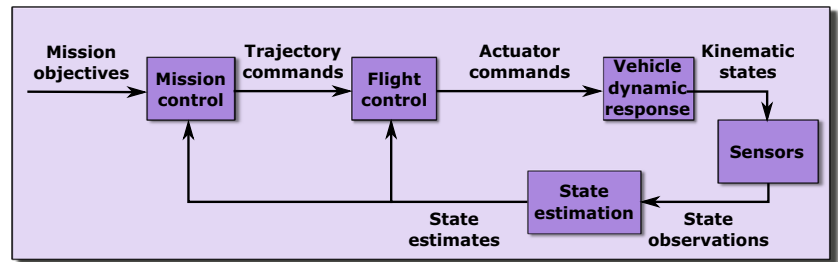 Mission
objectives
Mission
control
Trajectory
commands
Flight
control
Actuator
commands
Vehicle
dynamic
response
Kinematic
states
Sensors
State
estimation
State
observations
State
estimates